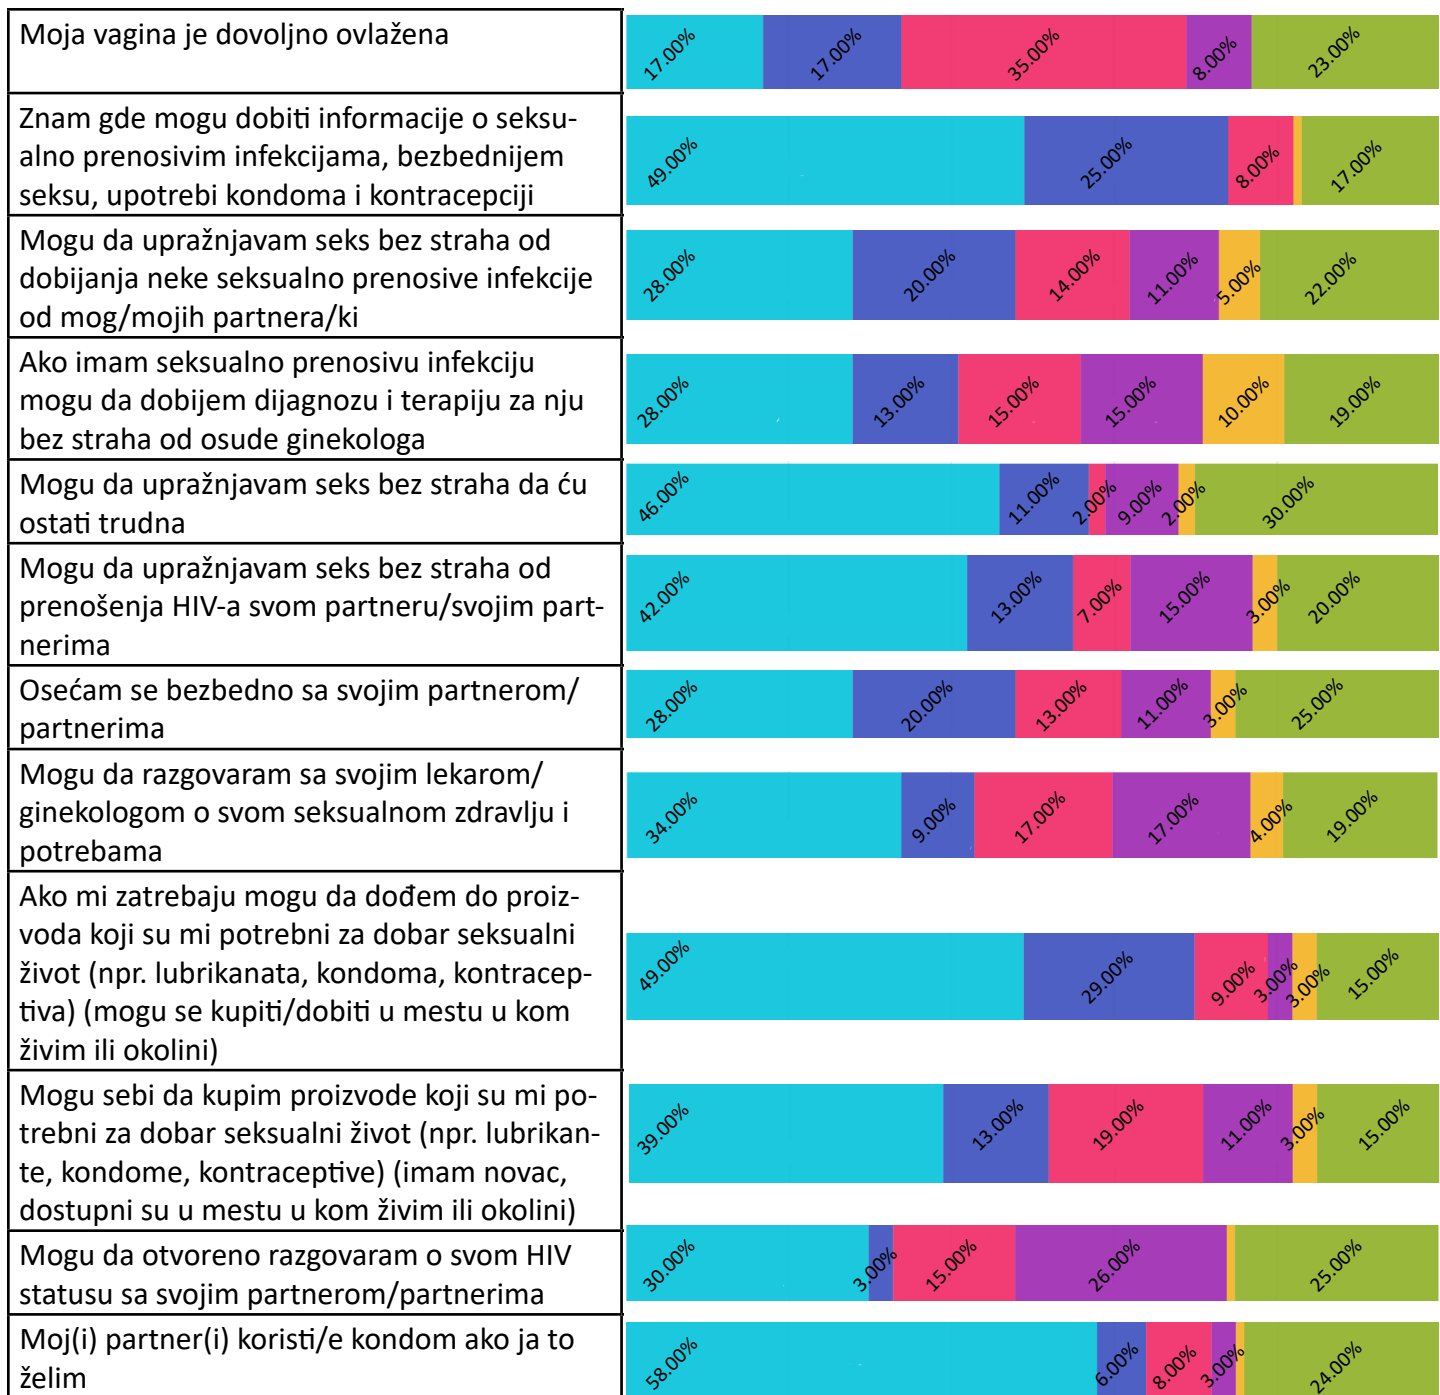 Moja vagina je dovoljno ovlažena
17.00% 17.00% 35.00% 8.00% 23.00%
Znam gde mogu dobiti informacije o seksu-
alno prenosivim infekcijama, bezbednijem
seksu, upotrebi kondoma i kontracepciji
49.00% 25.00% 8.00% 17.00%
Mogu da upražnjavam seks bez straha od
dobijanja neke seksualno prenosive infekcije
od mog/mojih partnera/ki
28.00% 20.00% 14.00% 11.00% 5.00% 22.00%
Ako imam seksualno prenosivu infekciju
mogu da dobijem dijagnozu i terapiju za nju
bez straha od osude ginekologa
28.00% 13.00% 15.00% 15.00% 10.00% 19.00%
Mogu da upražnjavam seks bez straha da ću
ostati trudna
46.00% 11.00% 2.00% 9.00% 2.00% 30.00%
Mogu da upražnjavam seks bez straha od
prenošenja HIV-a svom partneru/svojim part-
nerima
42.00% 13.00% 7.00% 15.00% 3.00% 20.00%
Osećam se bezbedno sa svojim partnerom/
partnerima
28.00% 20.00% 13.00% 11.00% 3.00% 25.00%
Mogu da razgovaram sa svojim lekarom/
ginekologom o svom seksualnom zdravlju i
potrebama
34.00% 9.00% 17.00% 17.00% 4.00% 19.00%
Ako mi zatrebaju mogu da dođem do proiz-
voda koji su mi potrebni za dobar seksualni
život (npr. lubrikanata, kondoma, kontracep-
tiva) (mogu se kupiti/dobiti u mestu u kom
živim ili okolini)
49.00% 29.00% 9.00% 3.00% 3.00% 15.00%
Mogu sebi da kupim proizvode koji su mi po-
trebni za dobar seksualni život (npr. lubrikan-
te, kondome, kontraceptive) (imam novac,
dostupni su u mestu u kom živim ili okolini)
39.00% 13.00% 19.00% 11.00% 3.00% 15.00%
Mogu da otvoreno razgovaram o svom HIV
statusu sa svojim partnerom/partnerima
30.00% 3.00% 15.00% 26.00% 25.00%
Moj(i) partner(i) koristi/e kondom ako ja to
želim
58.00% 6.00% 8.00% 3.00% 24.00%